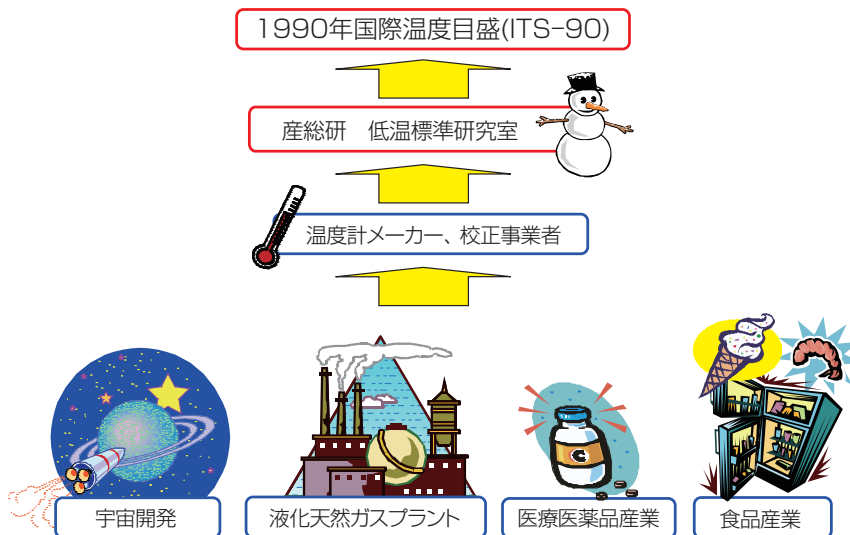 1990年国際温度目盛(ITS-90)
産総研　低温標準研究室
温度計メーカー、校正事業者
宇宙開発
液化天然ガスプラント
医療医薬品産業
食品産業